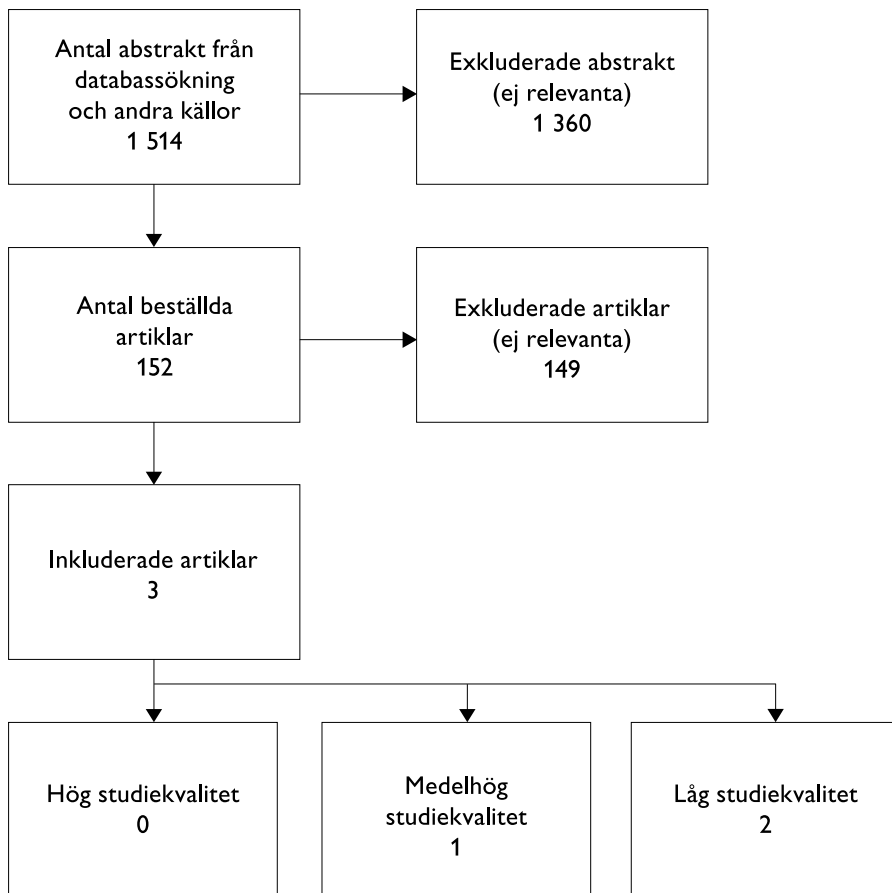 Antal abstrakt från
databassökning
och andra källor
1 514
Exkluderade abstrakt
(ej relevanta)
1 360
Antal beställda
artiklar
152
Exkluderade artiklar
(ej relevanta)
149
Inkluderade artiklar
3
Hög studiekvalitet
0
Medelhög
studiekvalitet
1
Låg studiekvalitet
2